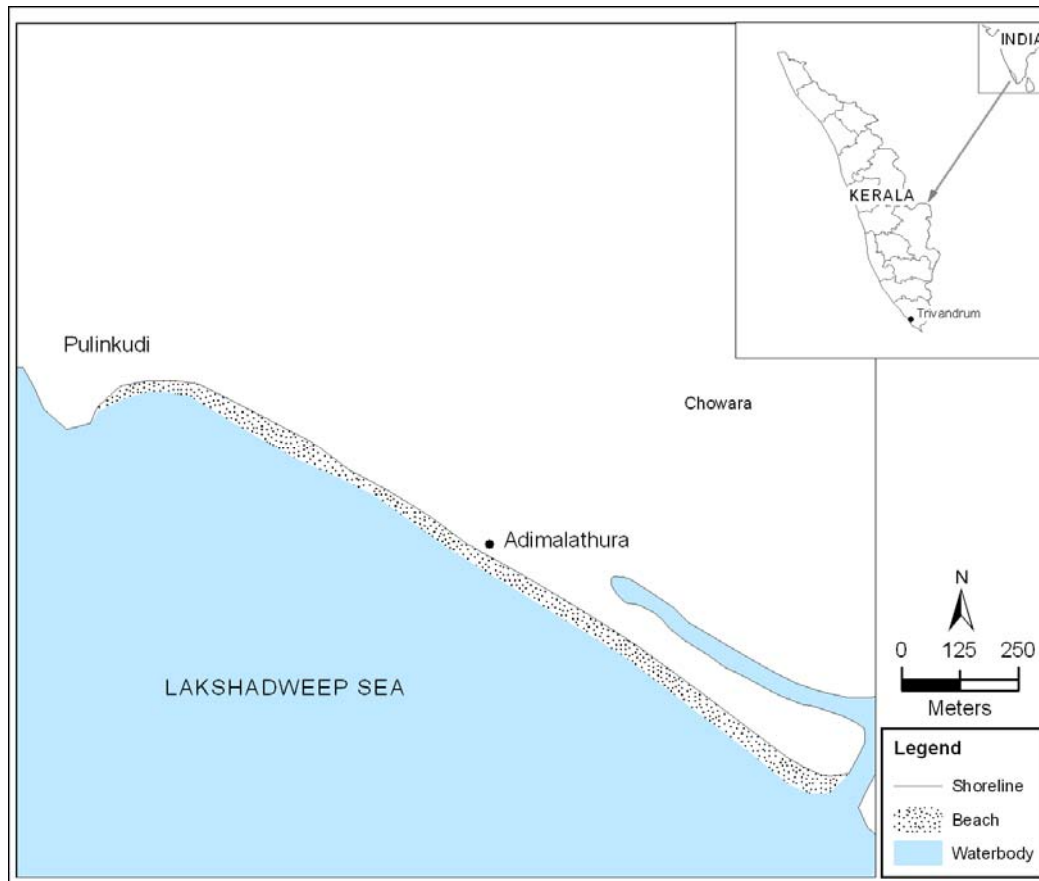 INDIA
KERALA
Trivandrum
Pulinkudi
Chowara
Adimalathura
LAKSHADWEEP SEA
N
0 125 250
Meters
Legend
Shoreline
Beach
Waterbody